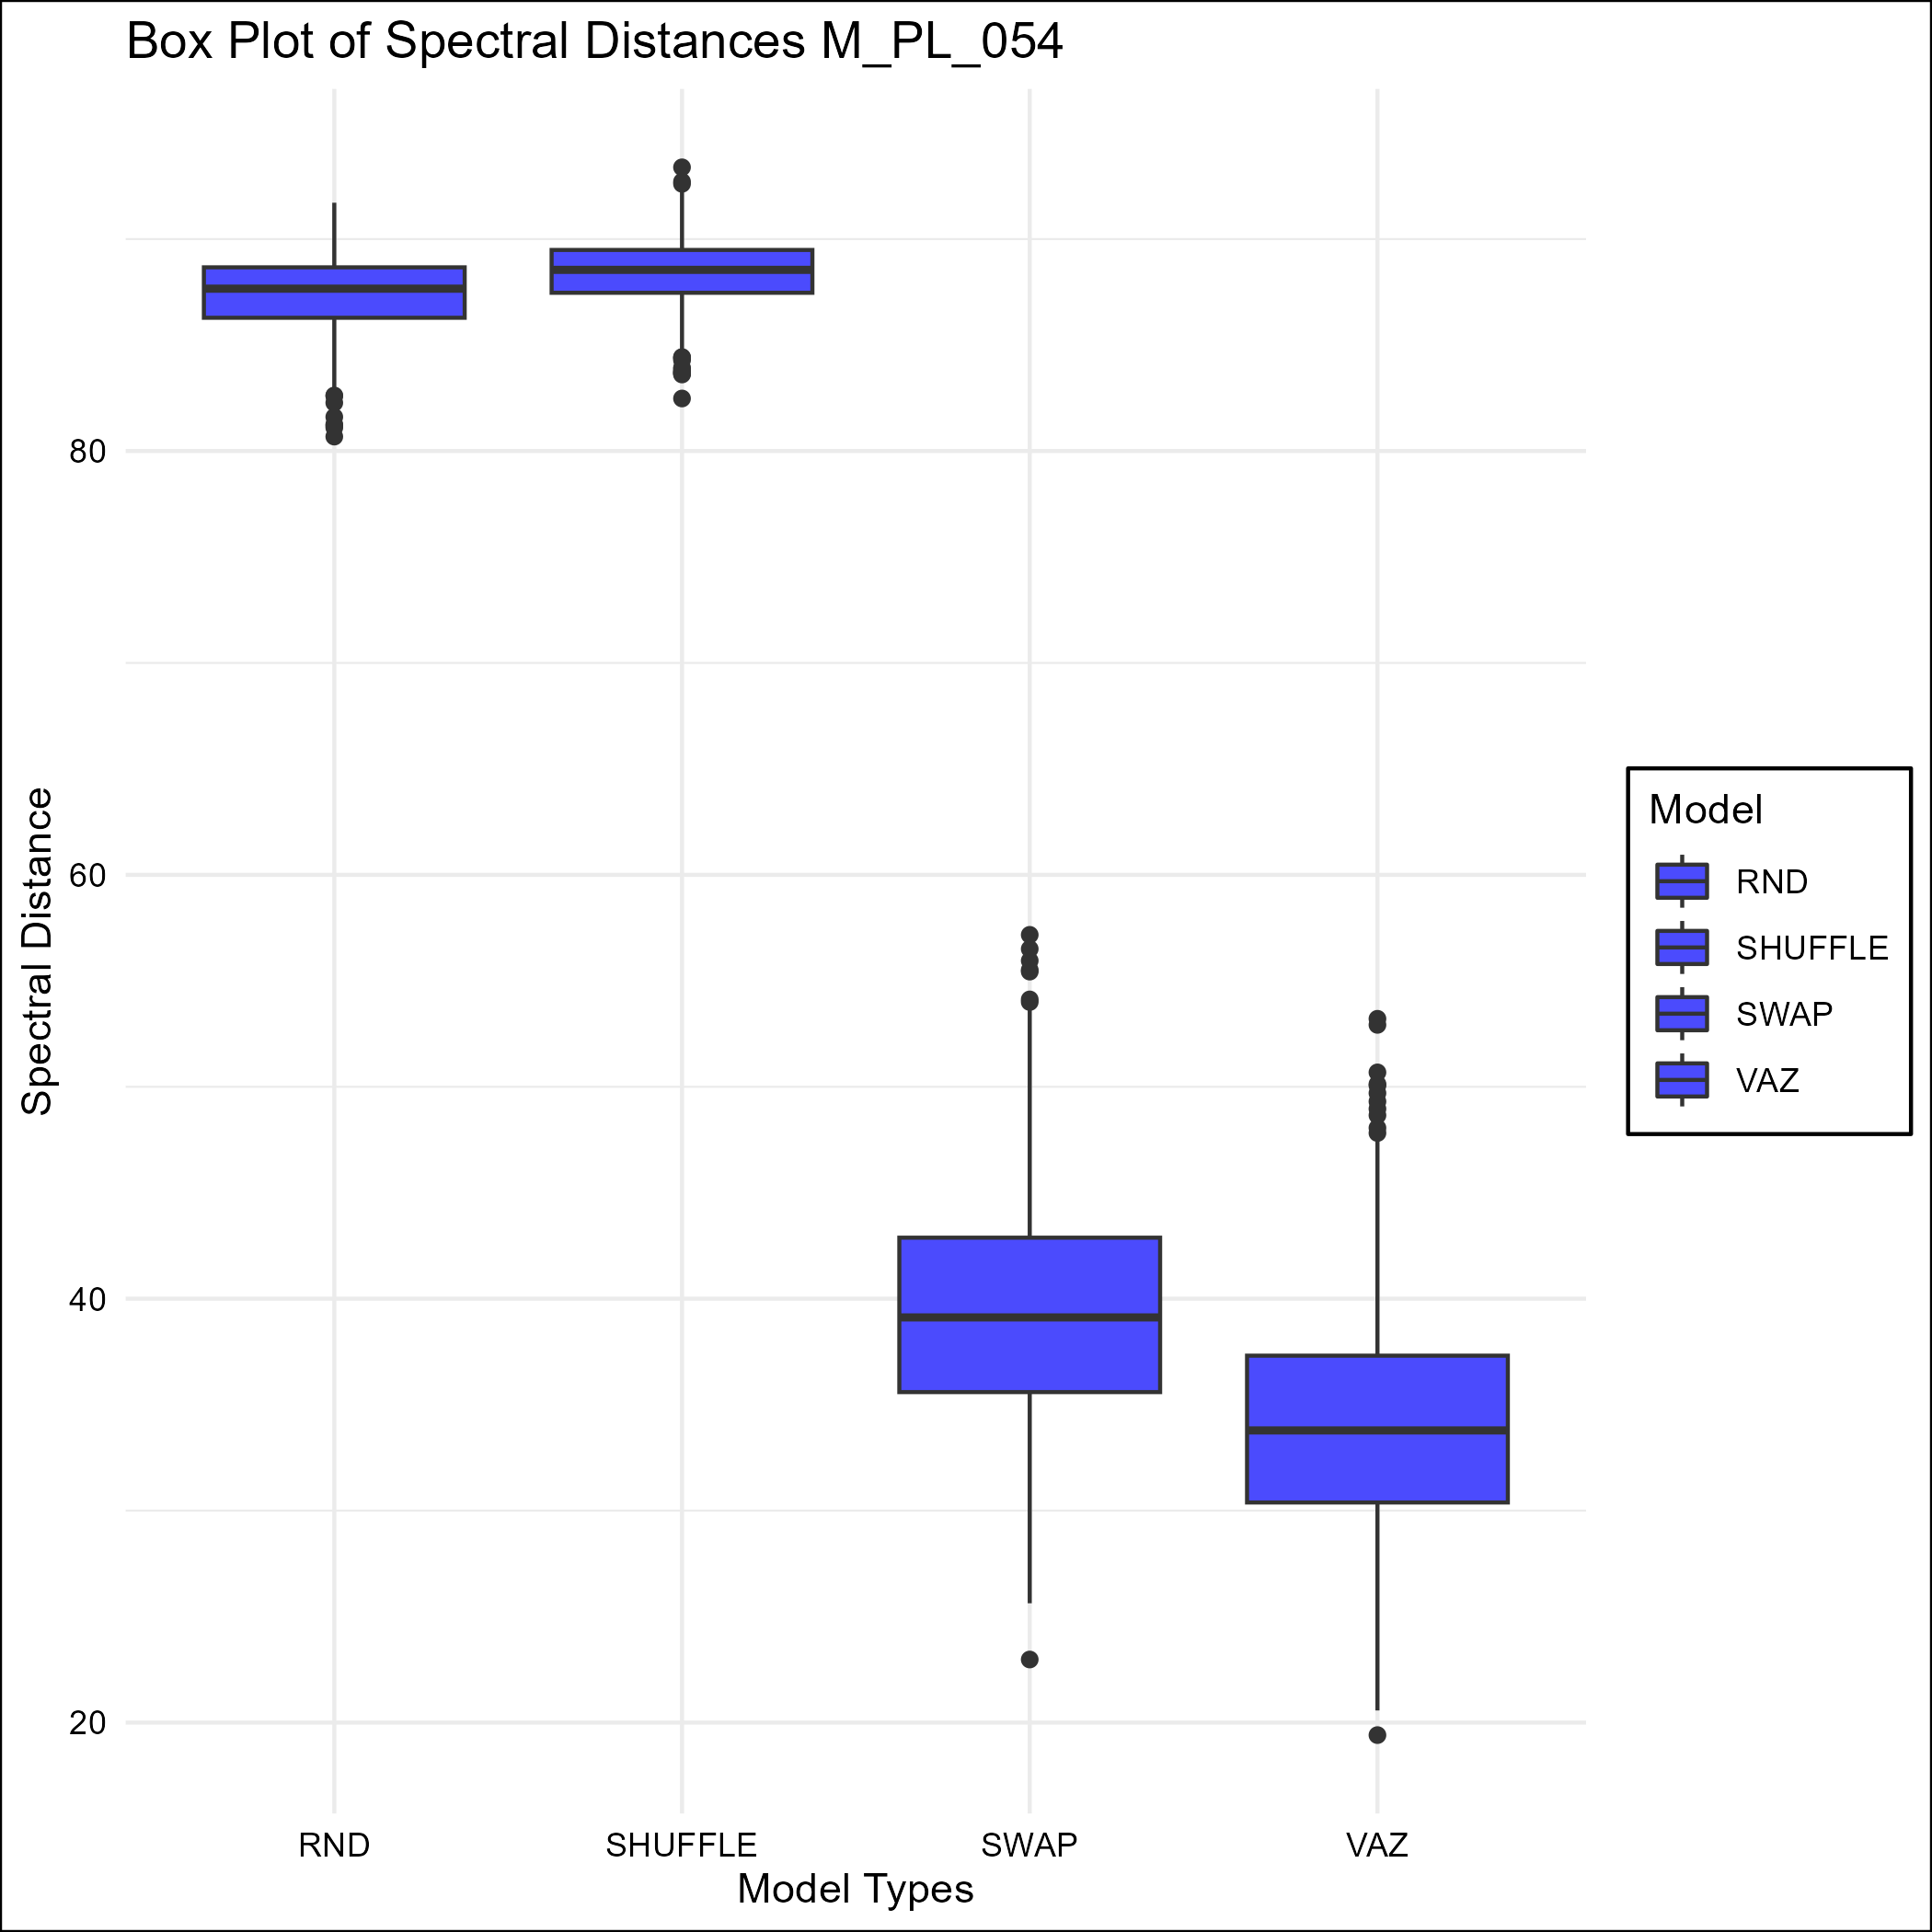 Box Plot of Spectral Distances M_PL_054
Spectral Distance
80
60
40
20
RND
SHUFFLE
SWAP
VAZ
Model Types
Model
RND
SHUFFLE
SWAP
VAZ